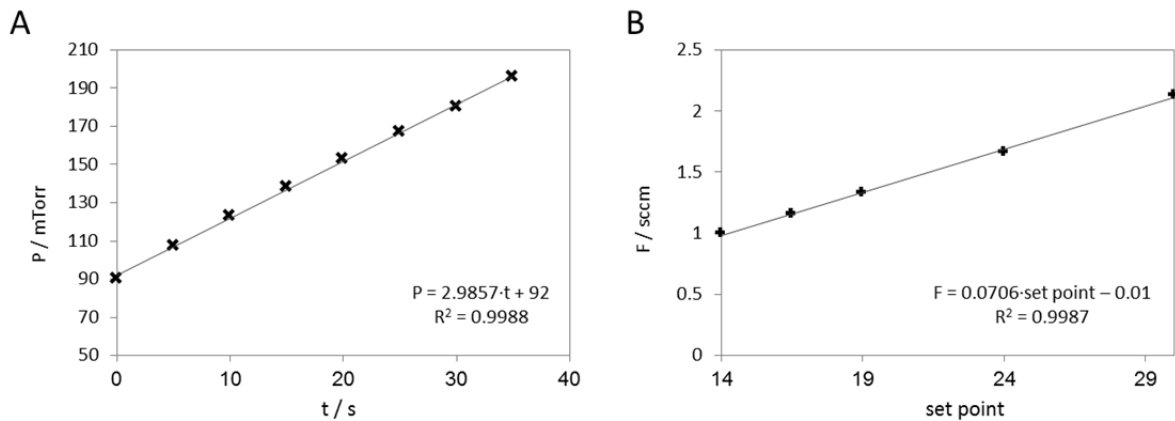 A
210
190
170
150
130
110
90
70
50
P / mTorr
P = 2.9857·t + 92
R² = 0.9988
0 10 20 30 40
t / s
B
2.5
2
1.5
1
0.5
0
F / sccm
F = 0.0706·set point – 0.01
R² = 0.9987
14 19 24 29
set point